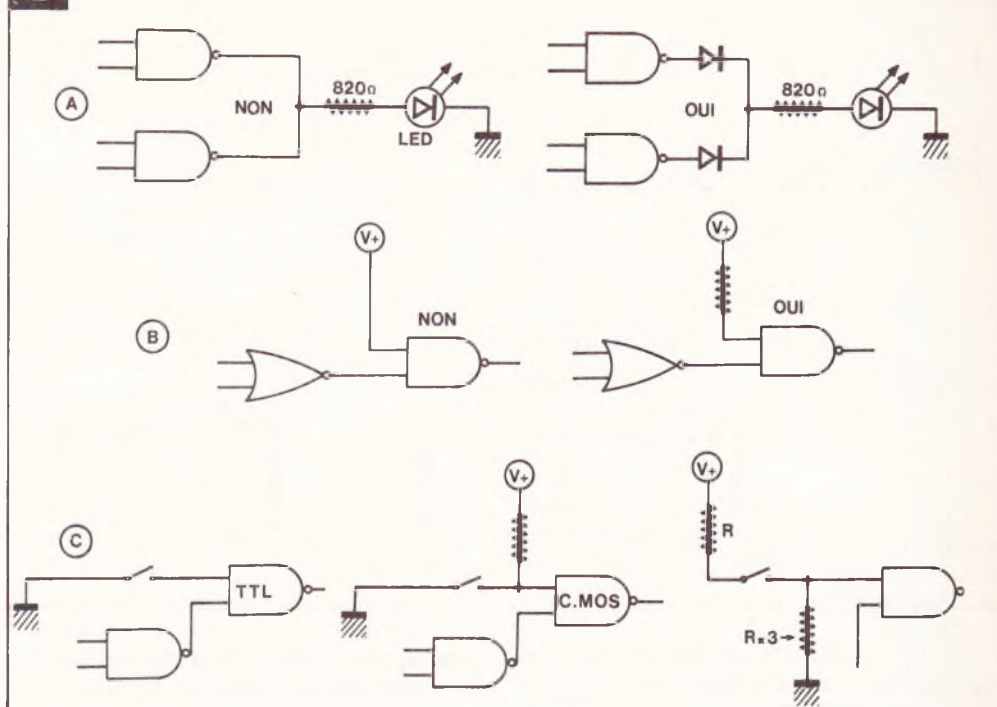 A
NON
820Ω
LED
OUI
820Ω
B
V+
NON
V+
OUI
C
TTL
V+
C.MOS
V+
R
R×3→